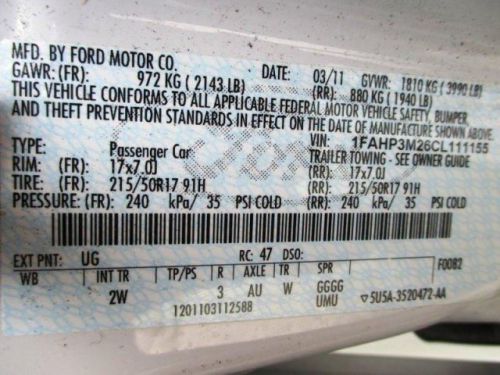 MFD. BY FORD MOTOR CO.
DATE: 03/11 GVWR: 1810 KG ( 3990 LB)
GAWR: (FR): 972 KG ( 2143 LB) (RR): 880 KG ( 1940 LB)
THIS VEHICLE CONFORMS TO ALL APPLICABLE FEDERAL MOTOR VEHICLE SAFETY, BUMPER,
AND THEFT PREVENTION STANDARDS IN EFFECT ON THE DATE OF MANUFACTURE SHOWN ABOVE.
VIN: 1FAHP3M26CL111155
TYPE: Passenger Car TRAILER TOWING - SEE OWNER GUIDE
RIM: (FR): 17x7.0J (RR): 17x7.0J
TIRE: (FR): 215/50R17 91H (RR): 215/50R17 91H
PRESSURE: (FR): 240 kPa/ 35 PSI COLD (RR): 240 kPa/ 35 PSI COLD
EXT PNT: UG RC: 47 DSO: F0082
WB INT TR TP/PS R AXLE TR SPR
2W 3 AU W GGGG
UMU
1201103112588
▽5U5A-3520472-AA